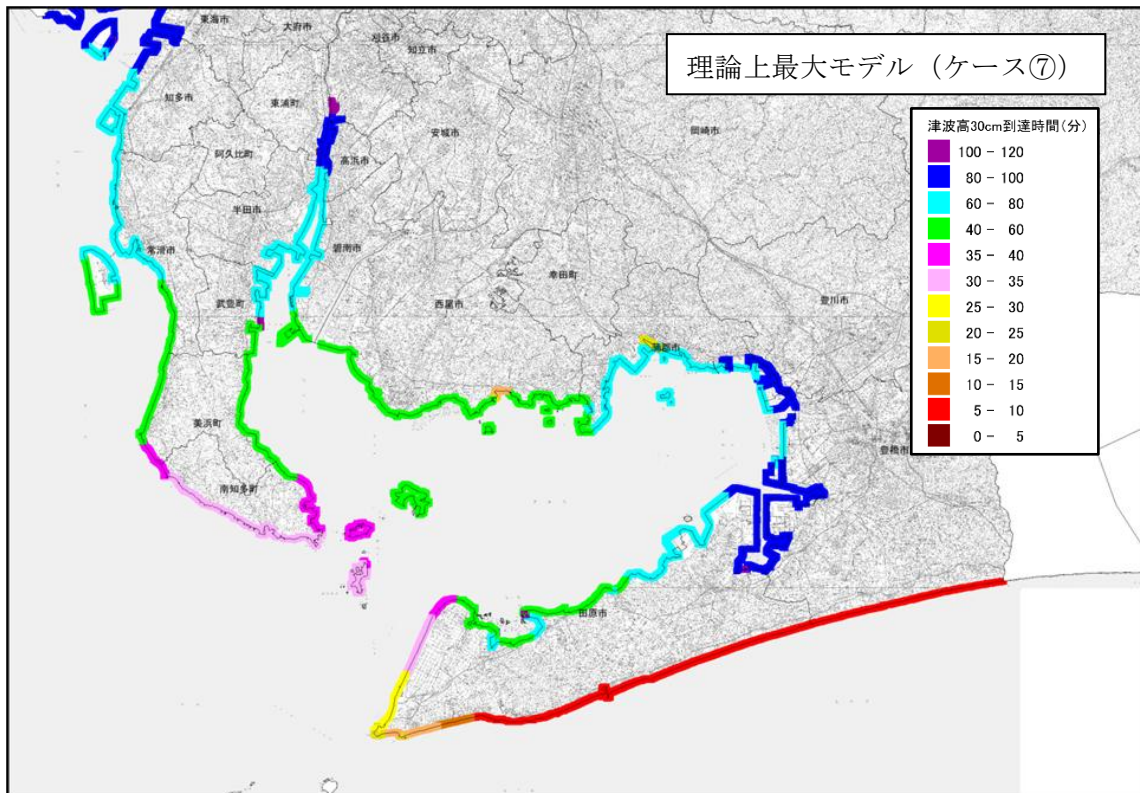 東海市
大府市
刈谷市
知立市
理論上最大モデル（ケース⑦）
知多市
東浦町
安城市
岡崎市
阿久比町
高浜市
半田市
碧南市
常滑市
幸田町
武豊町
西尾市
豊川市
蒲郡市
美浜町
豊橋市
南知多町
田原市
津波高30cm到達時間(分)
100 - 120
80 - 100
60 - 80
40 - 60
35 - 40
30 - 35
25 - 30
20 - 25
15 - 20
10 - 15
5 - 10
0 - 5